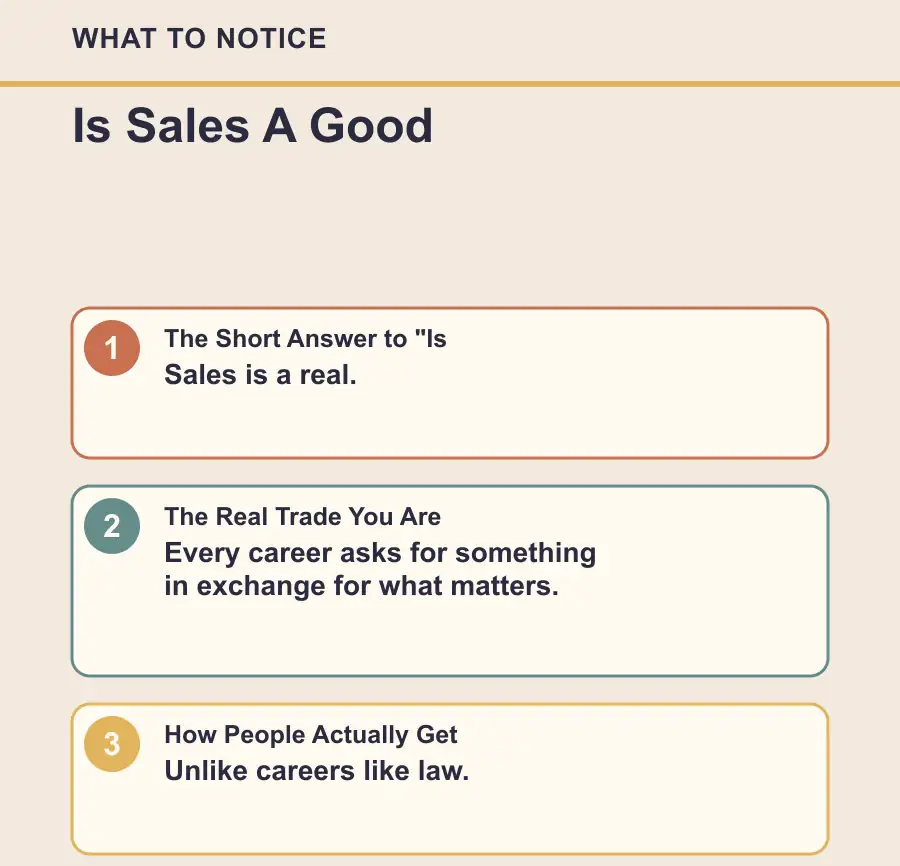 WHAT TO NOTICE
Is Sales A Good
1
The Short Answer to "Is
Sales is a real.
2
The Real Trade You Are
Every career asks for something
in exchange for what matters.
3
How People Actually Get
Unlike careers like law.